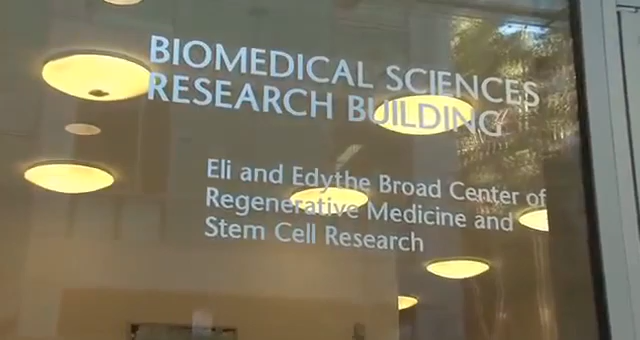 BIOMEDICAL SCIENCES
RESEARCH BUILDING
Eli and Edythe Broad Center of
Regenerative Medicine and
Stem Cell Research